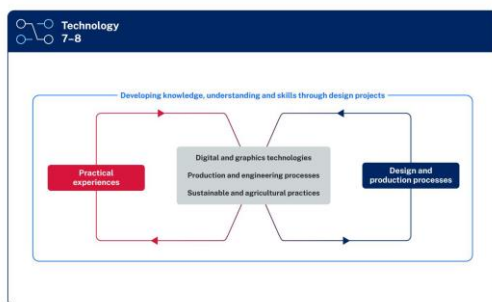 Technology
7–8
Developing knowledge, understanding and skills through design projects
Practical
experiences
Digital and graphics technologies
Production and engineering processes
Sustainable and agricultural practices
Design and
production processes